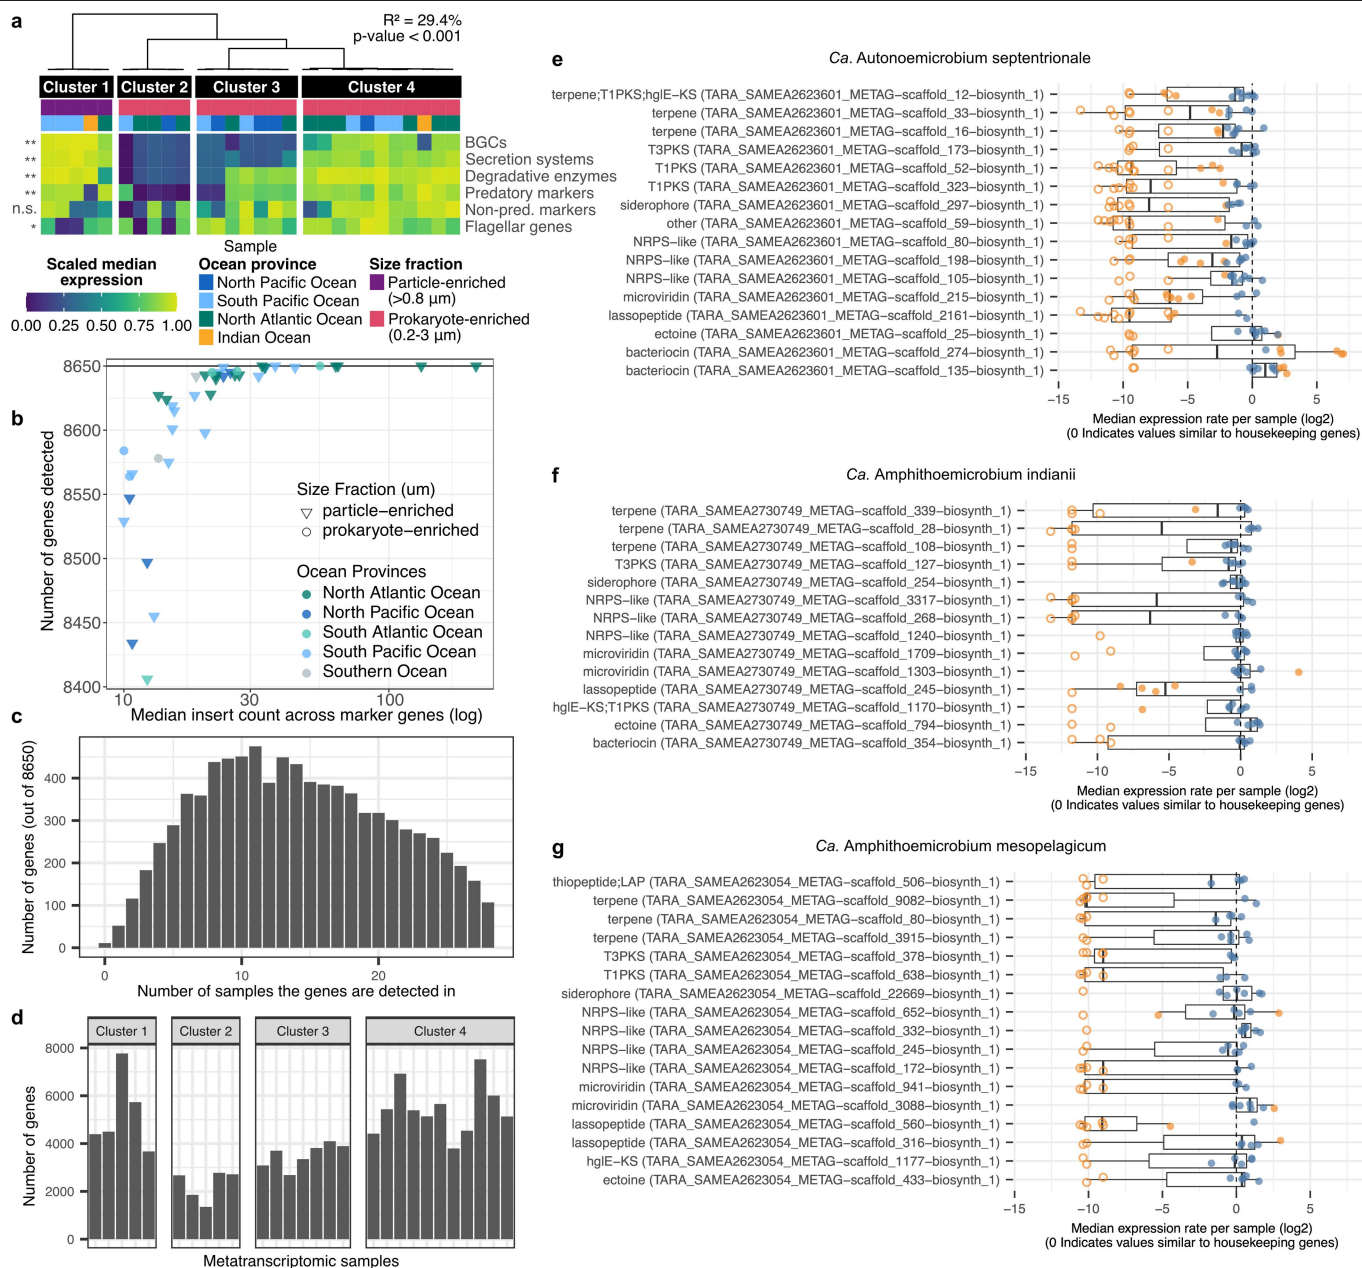 a
R² = 29.4%
p-value < 0.001
Cluster 1
Cluster 2
Cluster 3
Cluster 4
** BGCs
** Secretion systems
** Degradative enzymes
** Predatory markers
n.s. Non-pred. markers
* Flagellar genes
Sample
Scaled median
expression
0.00 0.25 0.50 0.75 1.00
Ocean province
North Pacific Ocean
South Pacific Ocean
North Atlantic Ocean
Indian Ocean
Size fraction
Particle-enriched
(>0.8 µm)
Prokaryote-enriched
(0.2-3 µm)
b
Number of genes detected
8650
8600
8550
8500
8450
8400
Size Fraction (um)
particle−enriched
prokaryote−enriched
Ocean Provinces
North Atlantic Ocean
North Pacific Ocean
South Atlantic Ocean
South Pacific Ocean
Southern Ocean
10 30 100
Median insert count across marker genes (log)
c
Number of genes (out of 8650)
400
300
200
100
0
0 10 20
Number of samples the genes are detected in
d
Cluster 1
Cluster 2
Cluster 3
Cluster 4
Number of genes
8000
6000
4000
2000
0
Metatranscriptomic samples
e
Ca. Autonoemicrobium septentrionale
terpene;T1PKS;hglE−KS (TARA_SAMEA2623601_METAG−scaffold_12−biosynth_1)
terpene (TARA_SAMEA2623601_METAG−scaffold_33−biosynth_1)
terpene (TARA_SAMEA2623601_METAG−scaffold_16−biosynth_1)
T3PKS (TARA_SAMEA2623601_METAG−scaffold_173−biosynth_1)
T1PKS (TARA_SAMEA2623601_METAG−scaffold_52−biosynth_1)
T1PKS (TARA_SAMEA2623601_METAG−scaffold_323−biosynth_1)
siderophore (TARA_SAMEA2623601_METAG−scaffold_297−biosynth_1)
other (TARA_SAMEA2623601_METAG−scaffold_59−biosynth_1)
NRPS−like (TARA_SAMEA2623601_METAG−scaffold_80−biosynth_1)
NRPS−like (TARA_SAMEA2623601_METAG−scaffold_198−biosynth_1)
NRPS−like (TARA_SAMEA2623601_METAG−scaffold_105−biosynth_1)
microviridin (TARA_SAMEA2623601_METAG−scaffold_215−biosynth_1)
lassopeptide (TARA_SAMEA2623601_METAG−scaffold_2161−biosynth_1)
ectoine (TARA_SAMEA2623601_METAG−scaffold_25−biosynth_1)
bacteriocin (TARA_SAMEA2623601_METAG−scaffold_274−biosynth_1)
bacteriocin (TARA_SAMEA2623601_METAG−scaffold_135−biosynth_1)
−15 −10 −5 0 5
Median expression rate per sample (log2)
(0 Indicates values similar to housekeeping genes)
f
Ca. Amphithoemicrobium indianii
terpene (TARA_SAMEA2730749_METAG−scaffold_339−biosynth_1)
terpene (TARA_SAMEA2730749_METAG−scaffold_28−biosynth_1)
terpene (TARA_SAMEA2730749_METAG−scaffold_108−biosynth_1)
T3PKS (TARA_SAMEA2730749_METAG−scaffold_127−biosynth_1)
siderophore (TARA_SAMEA2730749_METAG−scaffold_254−biosynth_1)
NRPS−like (TARA_SAMEA2730749_METAG−scaffold_3317−biosynth_1)
NRPS−like (TARA_SAMEA2730749_METAG−scaffold_268−biosynth_1)
NRPS−like (TARA_SAMEA2730749_METAG−scaffold_1240−biosynth_1)
microviridin (TARA_SAMEA2730749_METAG−scaffold_1709−biosynth_1)
microviridin (TARA_SAMEA2730749_METAG−scaffold_1303−biosynth_1)
lassopeptide (TARA_SAMEA2730749_METAG−scaffold_245−biosynth_1)
hglE−KS;T1PKS (TARA_SAMEA2730749_METAG−scaffold_1170−biosynth_1)
ectoine (TARA_SAMEA2730749_METAG−scaffold_794−biosynth_1)
bacteriocin (TARA_SAMEA2730749_METAG−scaffold_354−biosynth_1)
−15 −10 −5 0 5
Median expression rate per sample (log2)
(0 Indicates values similar to housekeeping genes)
g
Ca. Amphithoemicrobium mesopelagicum
thiopeptide;LAP (TARA_SAMEA2623054_METAG−scaffold_506−biosynth_1)
terpene (TARA_SAMEA2623054_METAG−scaffold_9082−biosynth_1)
terpene (TARA_SAMEA2623054_METAG−scaffold_80−biosynth_1)
terpene (TARA_SAMEA2623054_METAG−scaffold_3915−biosynth_1)
T3PKS (TARA_SAMEA2623054_METAG−scaffold_378−biosynth_1)
T1PKS (TARA_SAMEA2623054_METAG−scaffold_638−biosynth_1)
siderophore (TARA_SAMEA2623054_METAG−scaffold_22669−biosynth_1)
NRPS−like (TARA_SAMEA2623054_METAG−scaffold_652−biosynth_1)
NRPS−like (TARA_SAMEA2623054_METAG−scaffold_332−biosynth_1)
NRPS−like (TARA_SAMEA2623054_METAG−scaffold_245−biosynth_1)
NRPS−like (TARA_SAMEA2623054_METAG−scaffold_172−biosynth_1)
microviridin (TARA_SAMEA2623054_METAG−scaffold_941−biosynth_1)
microviridin (TARA_SAMEA2623054_METAG−scaffold_3088−biosynth_1)
lassopeptide (TARA_SAMEA2623054_METAG−scaffold_560−biosynth_1)
lassopeptide (TARA_SAMEA2623054_METAG−scaffold_316−biosynth_1)
hglE−KS (TARA_SAMEA2623054_METAG−scaffold_1177−biosynth_1)
ectoine (TARA_SAMEA2623054_METAG−scaffold_433−biosynth_1)
−15 −10 −5 0 5
Median expression rate per sample (log2)
(0 Indicates values similar to housekeeping genes)